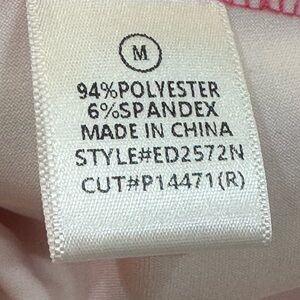 M
94%POLYESTER
6%SPANDEX
MADE IN CHINA
STYLE#ED2572N
CUT#P14471(R)